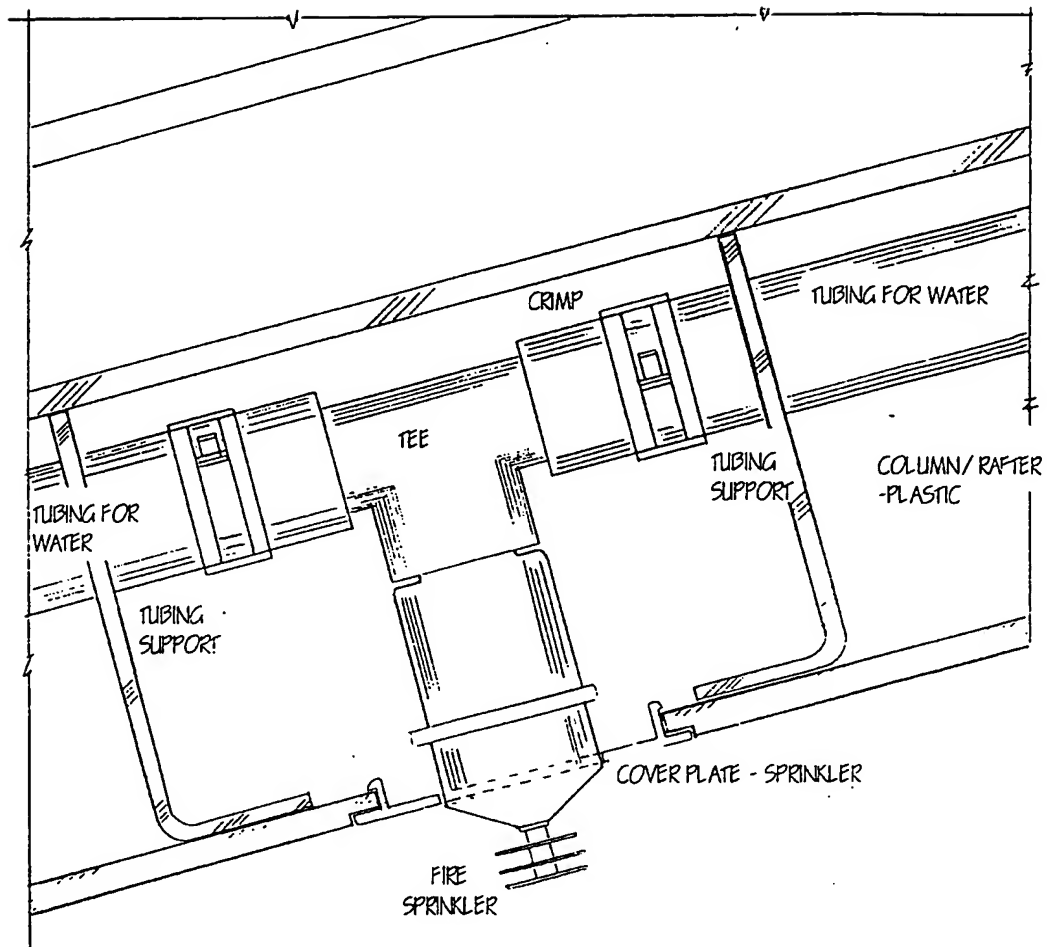 CRIMP
TUBING FOR WATER
TEE
TUBING
SUPPORT
COLUMN/RAFTER
-PLASTIC
TUBING FOR
WATER
TUBING
SUPPORT
COVER PLATE - SPRINKLER
FIRE
SPRINKLER